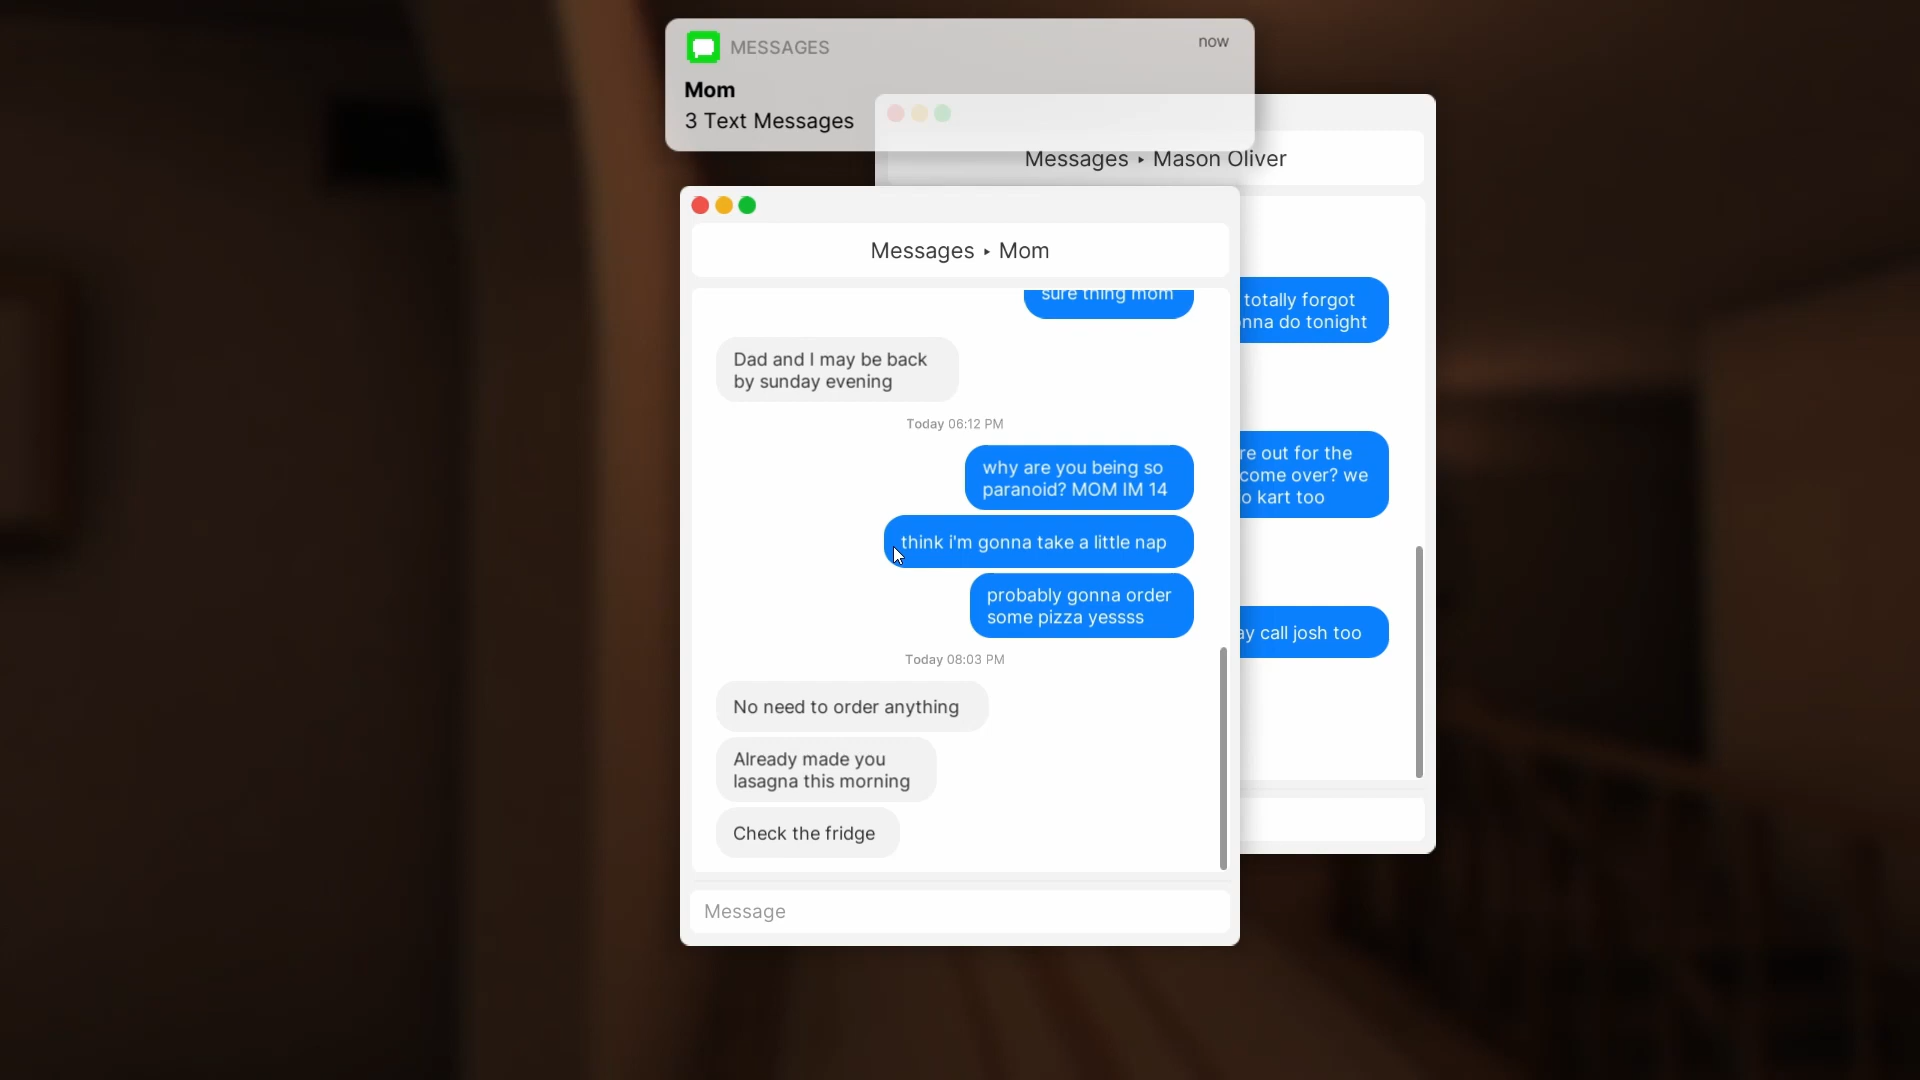 MESSAGES
now
Mom
3 Text Messages
Messages ‣ Mason Oliver
totally forgot
do tonight
out for the
come over? we
kart too
call josh too
Messages ‣ Mom
sure thing mom
Dad and I may be back
by sunday evening
Today 06:12 PM
why are you being so
paranoid? MOM IM 14
think i'm gonna take a little nap
probably gonna order
some pizza yessss
Today 08:03 PM
No need to order anything
Already made you
lasagna this morning
Check the fridge
Message